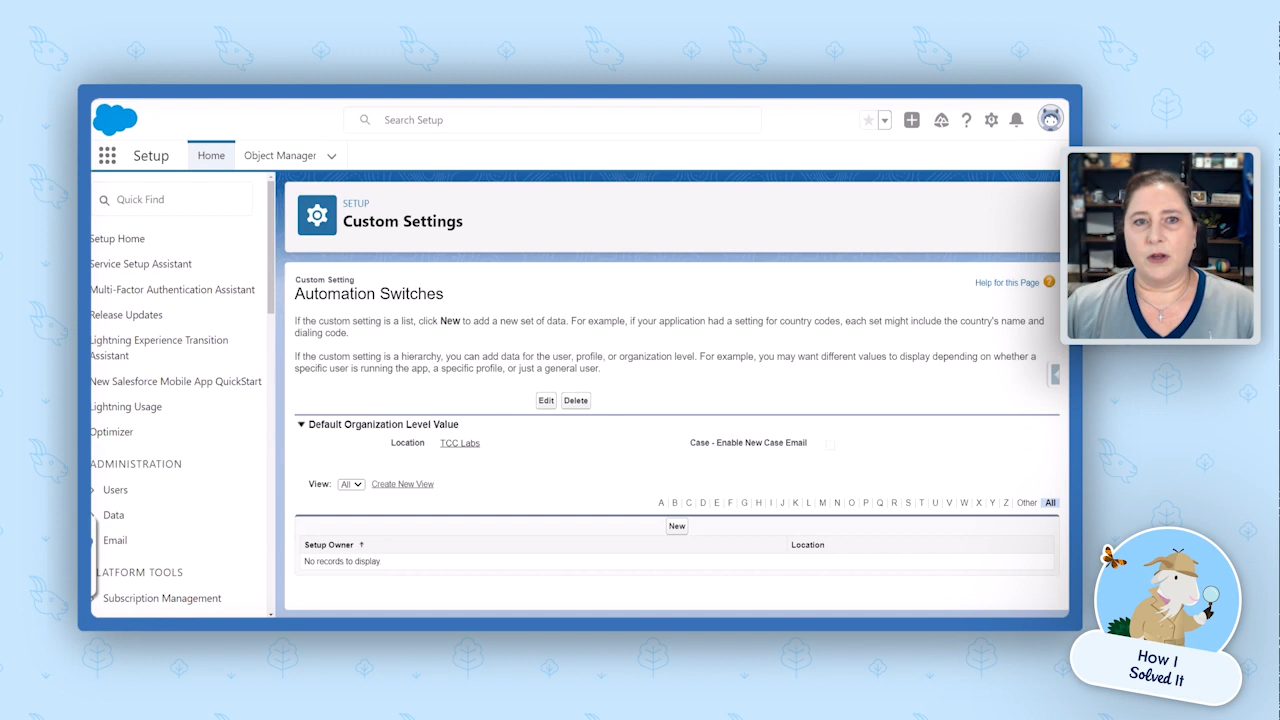 Search Setup
Setup
Home
Object Manager
Quick Find
Setup Home
Service Setup Assistant
Multi-Factor Authentication Assistant
Release Updates
Lightning Experience Transition
Assistant
New Salesforce Mobile App QuickStart
Lightning Usage
Optimizer
ADMINISTRATION
Users
Data
Email
PLATFORM TOOLS
Subscription Management
SETUP
Custom Settings
Custom Setting
Automation Switches
Help for this Page ?
If the custom setting is a list, click New to add a new set of data. For example, if your application had a setting for country codes, each set might include the country's name and
dialing code.
If the custom setting is a hierarchy, you can add data for the user, profile, or organization level. For example, you may want different values to display depending on whether a
specific user is running the app, a specific profile, or just a general user.
Edit Delete
Default Organization Level Value
Location TCC Labs Case - Enable New Case Email
View: All Create New View
A B C D E F G H I J K L M N O P Q R S T U V W X Y Z Other All
New
Setup Owner ↑ Location
No records to display
How I
Solved It